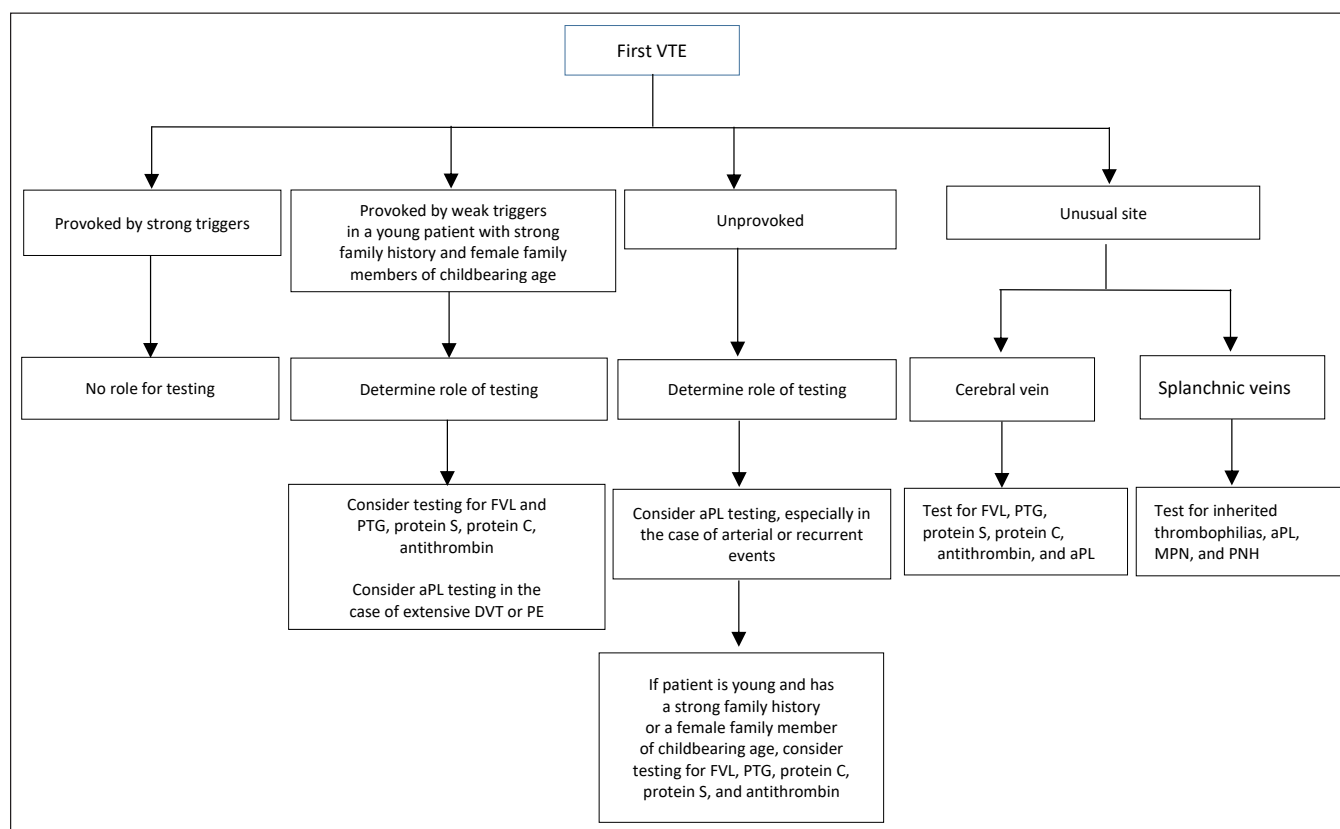 First VTE
Provoked by strong triggers
Provoked by weak triggers
in a young patient with strong
family history and female family
members of childbearing age
Unprovoked
Unusual site
No role for testing
Determine role of testing
Determine role of testing
Cerebral vein
Splanchnic veins
Consider testing for FVL and
PTG, protein S, protein C,
antithrombin
Consider aPL testing in the
case of extensive DVT or PE
Consider aPL testing, especially in
the case of arterial or recurrent
events
Test for FVL, PTG,
protein S, protein C,
antithrombin, and aPL
Test for inherited
thrombophilias, aPL,
MPN, and PNH
If patient is young and has
a strong family history
or a female family member
of childbearing age, consider
testing for FVL, PTG, protein C,
protein S, and antithrombin